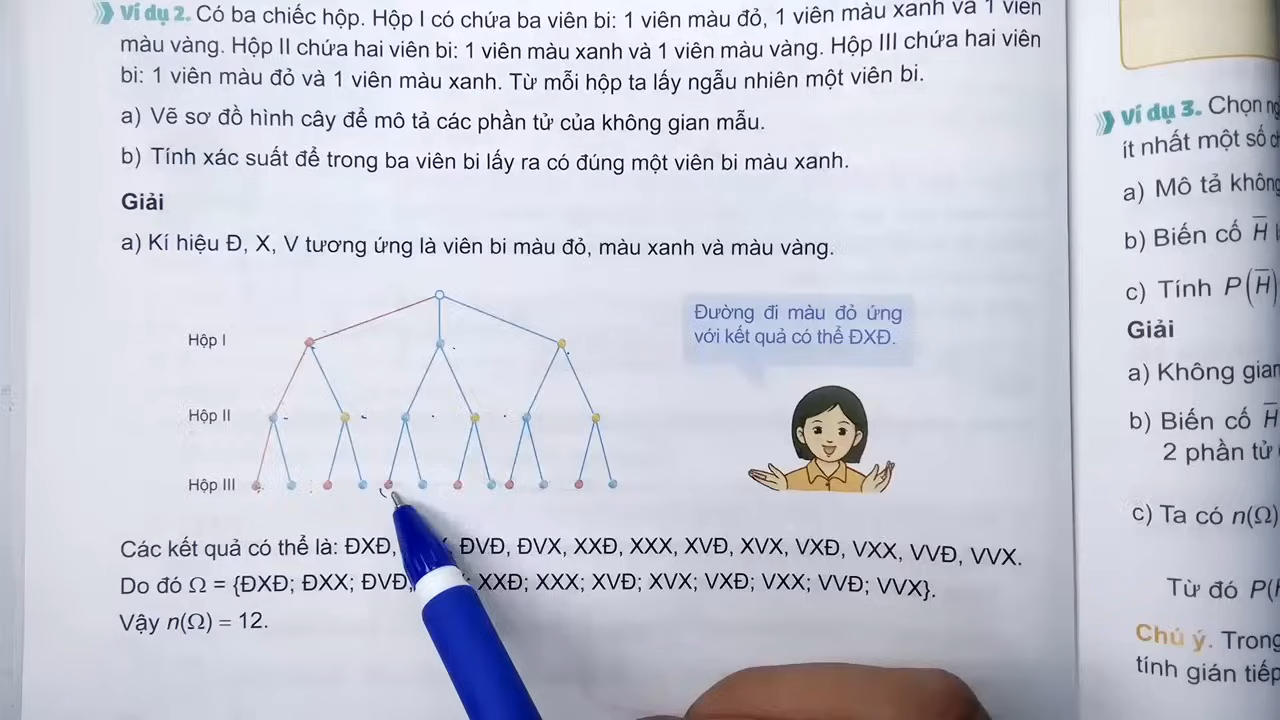 Ví dụ 2. Có ba chiếc hộp. Hộp I có chứa ba viên bi: 1 viên màu đỏ, 1 viên màu xanh và 1 viên
màu vàng. Hộp II chứa hai viên bi: 1 viên màu xanh và 1 viên màu vàng. Hộp III chứa hai viên
bi: 1 viên màu đỏ và 1 viên màu xanh. Từ mỗi hộp ta lấy ngẫu nhiên một viên bi.
a) Vẽ sơ đồ hình cây để mô tả các phần tử của không gian mẫu.
b) Tính xác suất để trong ba viên bi lấy ra có đúng một viên bi màu xanh.
Giải
a) Kí hiệu Đ, X, V tương ứng là viên bi màu đỏ, màu xanh và màu vàng.
Đường đi màu đỏ ứng
với kết quả có thể ĐXĐ.
Hộp I
Hộp II
Hộp III
Các kết quả có thể là: ĐXĐ, ĐVĐ, ĐVX, XXĐ, XXX, XVĐ, XVX, VXĐ, VXX, VVĐ, VVX.
Do đó Ω = {ĐXĐ; ĐXX; ĐVĐ; XXĐ; XXX; XVĐ; XVX; VXĐ; VXX; VVĐ; VVX}.
Vậy n(Ω) = 12.
Ví dụ 3. Chọn
ít nhất một số
a) Mô tả không
b) Biến cố H̅
c) Tính P(H̅)
Giải
a) Không gian
b) Biến cố H̅
2 phần tử
c) Ta có n(Ω)
Từ đó P(
Chú ý. Trong
tính gián tiếp